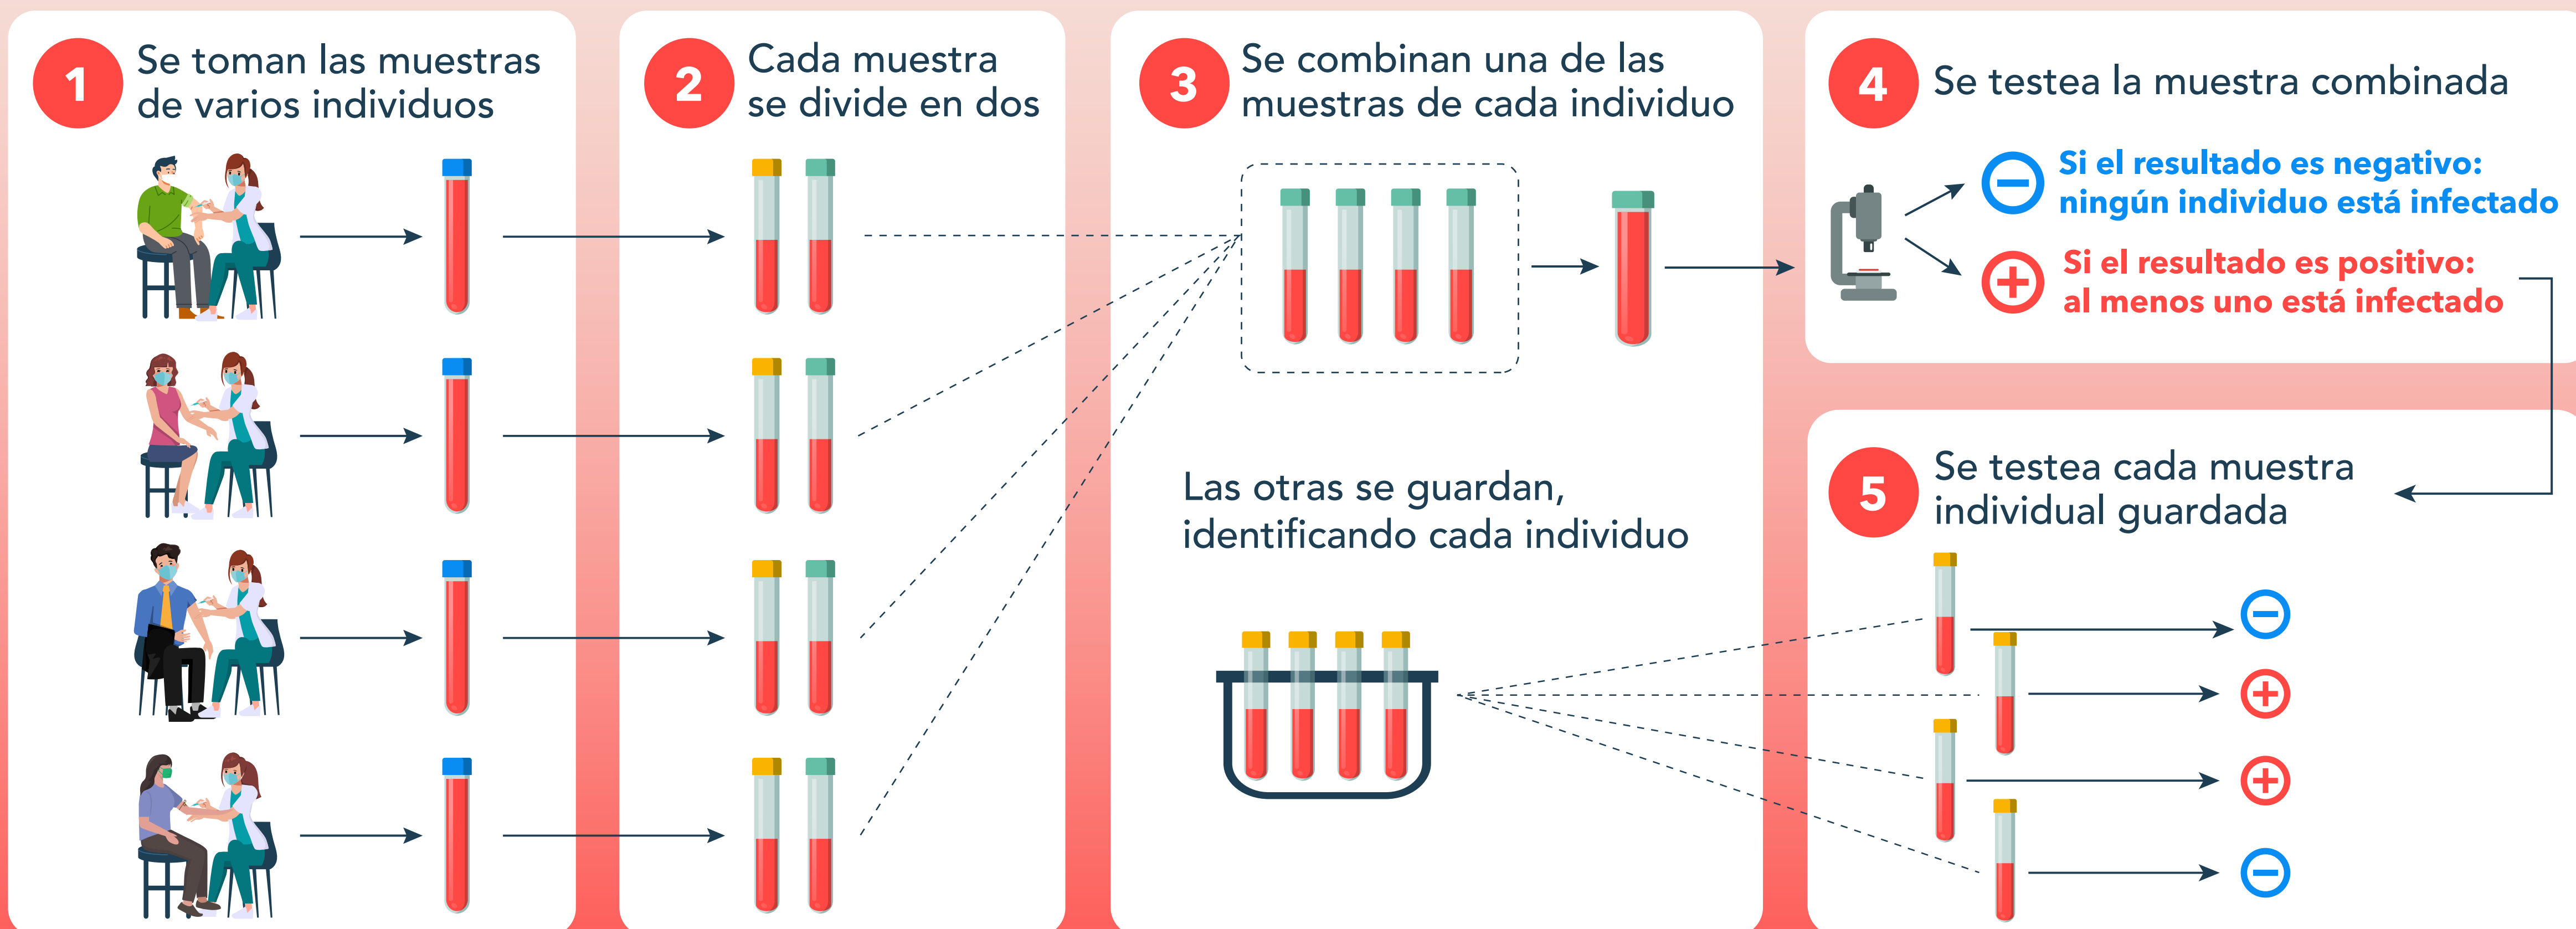 1
Se toman las muestras
de varios individuos
2
Cada muestra
se divide en dos
3
Se combinan una de las
muestras de cada individuo
Las otras se guardan,
identificando cada individuo
4
Se testea la muestra combinada
Si el resultado es negativo:
ningún individuo está infectado
Si el resultado es positivo:
al menos uno está infectado
5
Se testea cada muestra
individual guardada